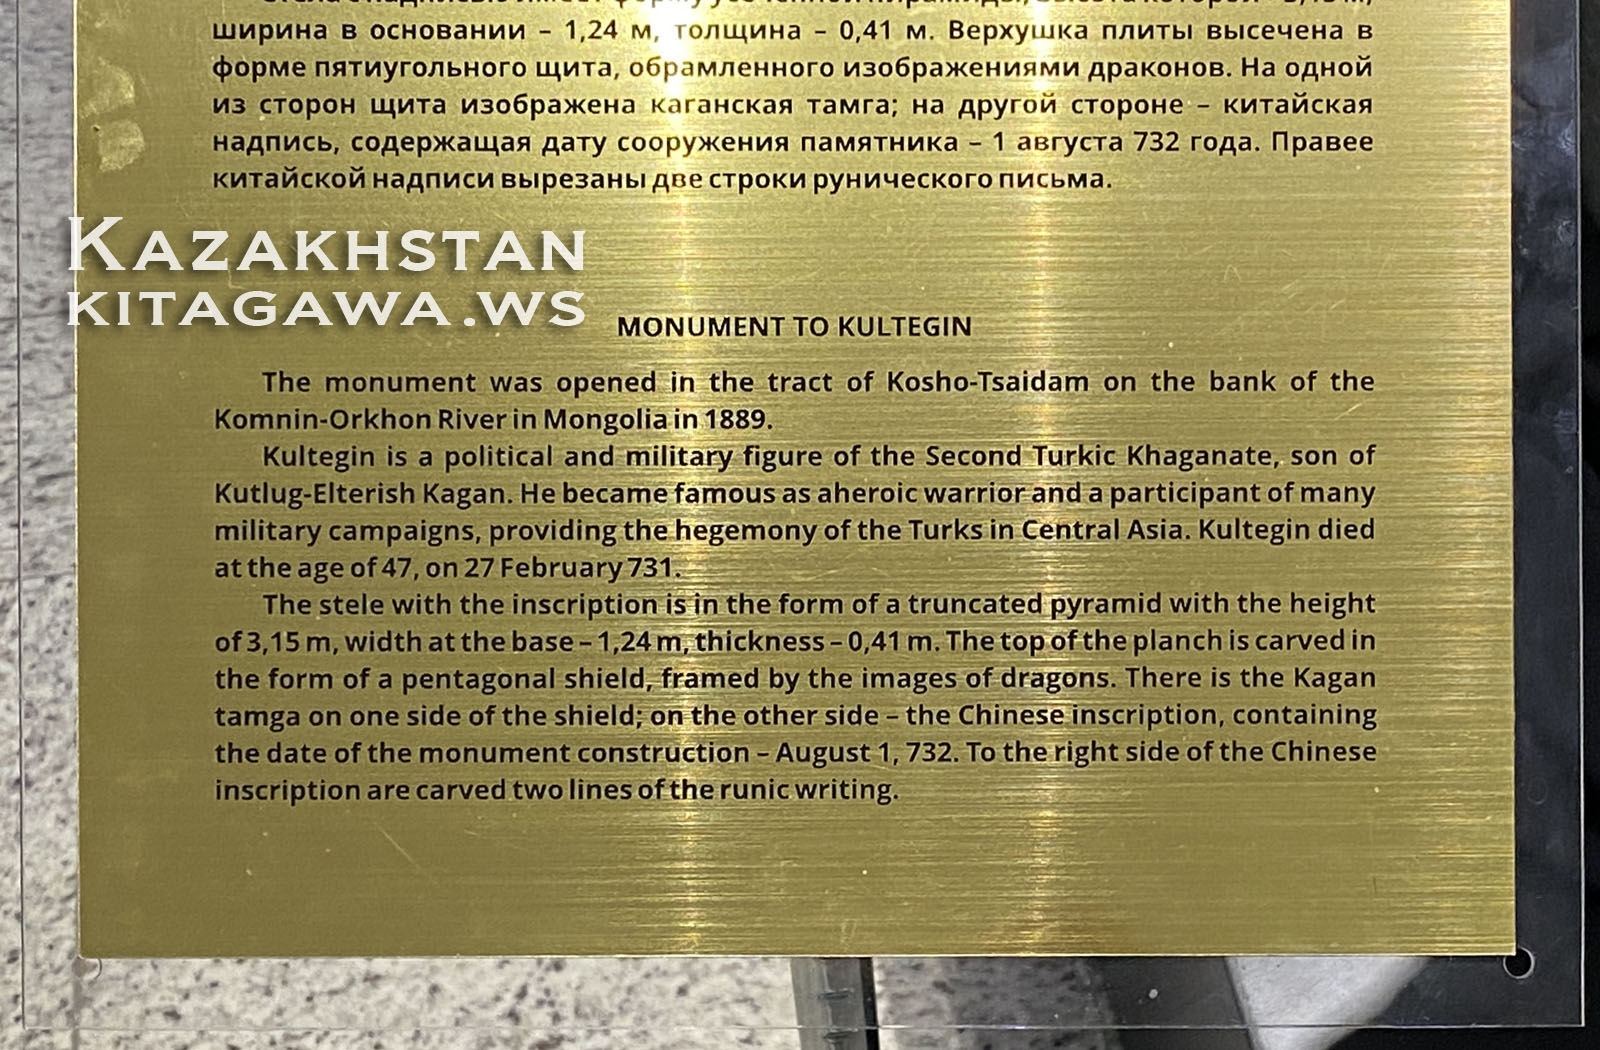 ширина в основании – 1,24 м, толщина – 0,41 м. Верхушка плиты высечена в
форме пятиугольного щита, обрамленного изображениями драконов. На одной
из сторон щита изображена каганская тамга; на другой стороне – китайская
надпись, содержащая дату сооружения памятника – 1 августа 732 года. Правее
китайской надписи вырезаны две строки рунического письма.
KAZAKHSTAN
KITAGAWA.WS
MONUMENT TO KULTEGIN
The monument was opened in the tract of Kosho-Tsaidam on the bank of the
Komnin-Orkhon River in Mongolia in 1889.
Kultegin is a political and military figure of the Second Turkic Khaganate, son of
Kutlug-Elterish Kagan. He became famous as aheroic warrior and a participant of many
military campaigns, providing the hegemony of the Turks in Central Asia. Kultegin died
at the age of 47, on 27 February 731.
The stele with the inscription is in the form of a truncated pyramid with the height
of 3,15 m, width at the base – 1,24 m, thickness – 0,41 m. The top of the planch is carved in
the form of a pentagonal shield, framed by the images of dragons. There is the Kagan
tamga on one side of the shield; on the other side – the Chinese inscription, containing
the date of the monument construction – August 1, 732. To the right side of the Chinese
inscription are carved two lines of the runic writing.